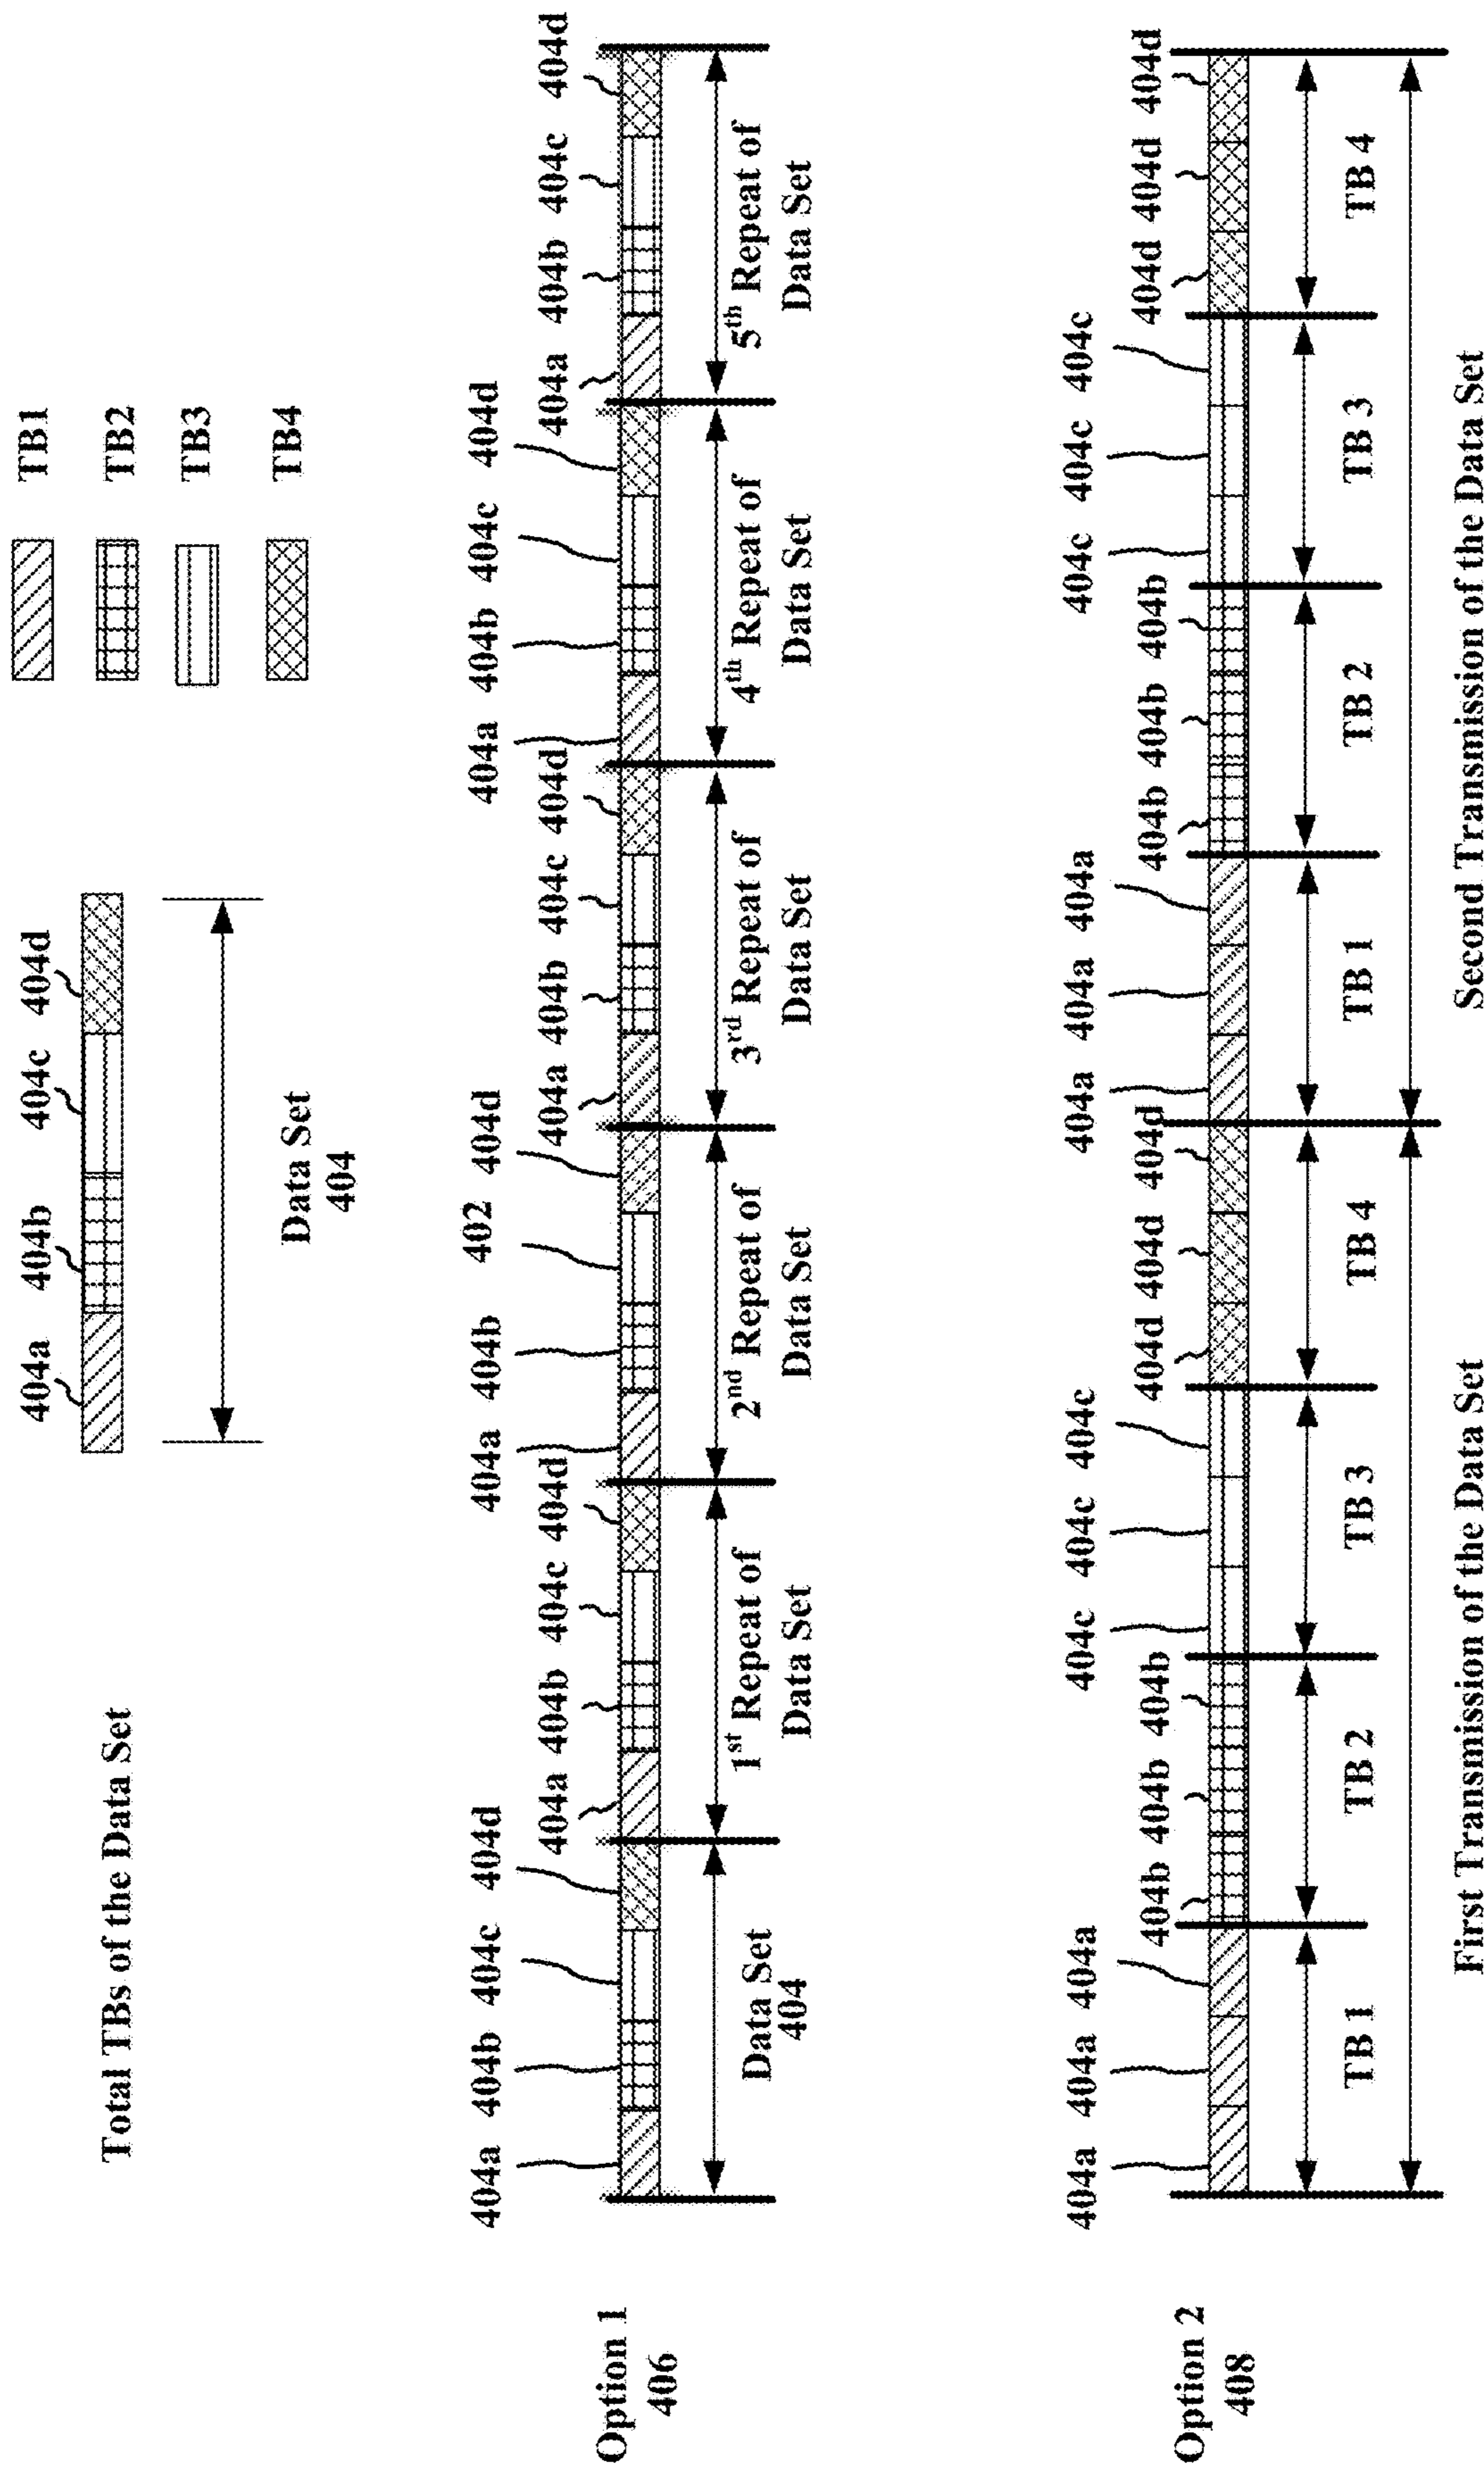 Total TBs of the Data Set
404a 404b 404c 404d
Data Set
404
TB1
TB2
TB3
TB4
Option 1
406
404a 404b 404c 404d 404a 404b 404c 404d 404a 404b 402 404d 404a 404b 404c 404d 404a 404b 404c 404d 404a 404b 404c 404d
Data Set
404
1st Repeat of
Data Set
2nd Repeat of
Data Set
3rd Repeat of
Data Set
4th Repeat of
Data Set
5th Repeat of
Data Set
Option 2
408
404a 404a 404a 404b 404b 404b 404c 404c 404c 404d 404d 404d 404a 404a 404a 404b 404b 404b 404c 404c 404c 404d 404d 404d
TB 1 TB 2 TB 3 TB 4 TB 1 TB 2 TB 3 TB 4
First Transmission of the Data Set Second Transmission of the Data Set